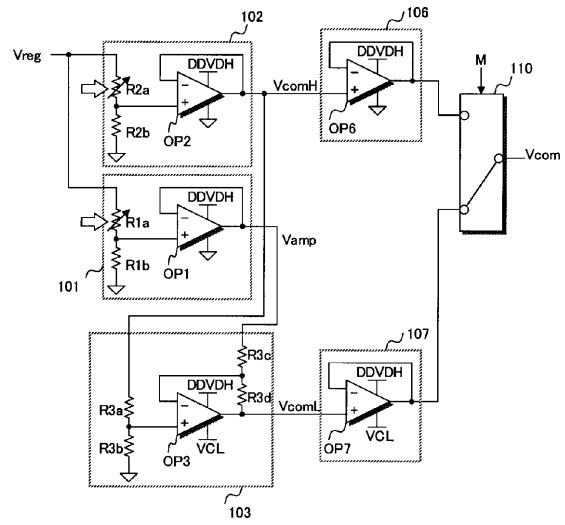 102
106
Vreg
DDVDH
DDVDH
M
110
R2a
VcomH
R2b
OP2
OP6
Vcom
DDVDH
R1a
Vamp
R1b
OP1
101
107
R3c
DDVDH
DDVDH
R3a
R3d
VcomL
R3b
VCL
OP3
OP7
VCL
103